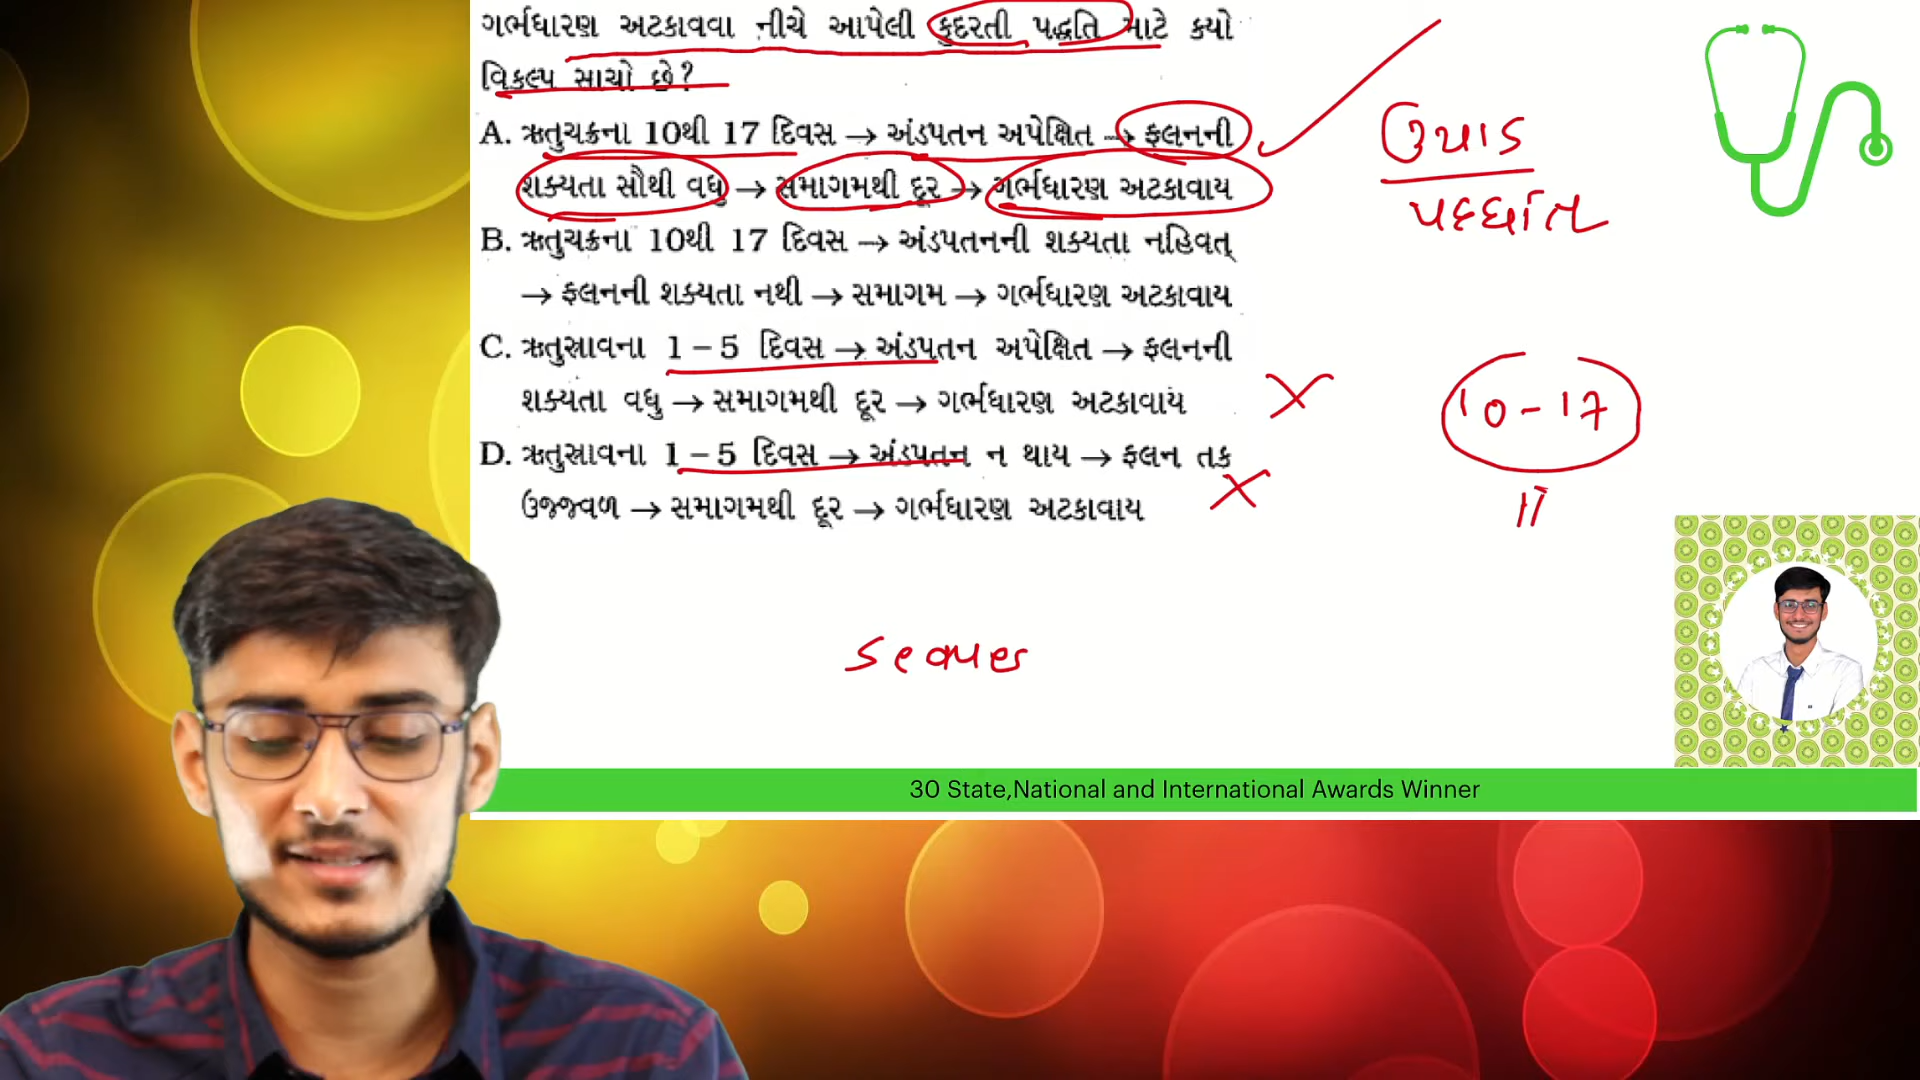 ગર્ભધારણ અટકાવવા નીચે આપેલી કુદરતી પદ્ધતિ માટે કયો
વિકલ્પ સાચો છે?
A. ઋતુચક્રના 10થી 17 દિવસ → અંડપતન અપેક્ષિત → ફલનની
શક્યતા સૌથી વધુ → સમાગમથી દૂર → ગર્ભધારણ અટકાવાય
B. ઋતુચક્રના 10થી 17 દિવસ → અંડપતનની શક્યતા નહિવત્
→ ફલનની શક્યતા નથી → સમાગમ → ગર્ભધારણ અટકાવાય
C. ઋતુસ્રાવના 1 – 5 દિવસ → અંડપતન અપેક્ષિત → ફલનની
શક્યતા વધુ → સમાગમથી દૂર → ગર્ભધારણ અટકાવાય
D. ઋતુસ્રાવના 1 – 5 દિવસ → અંડપતન ન થાય → ફલન તક
ઉજ્જવળ → સમાગમથી દૂર → ગર્ભધારણ અટકાવાય
10-17
30 State,National and International Awards Winner